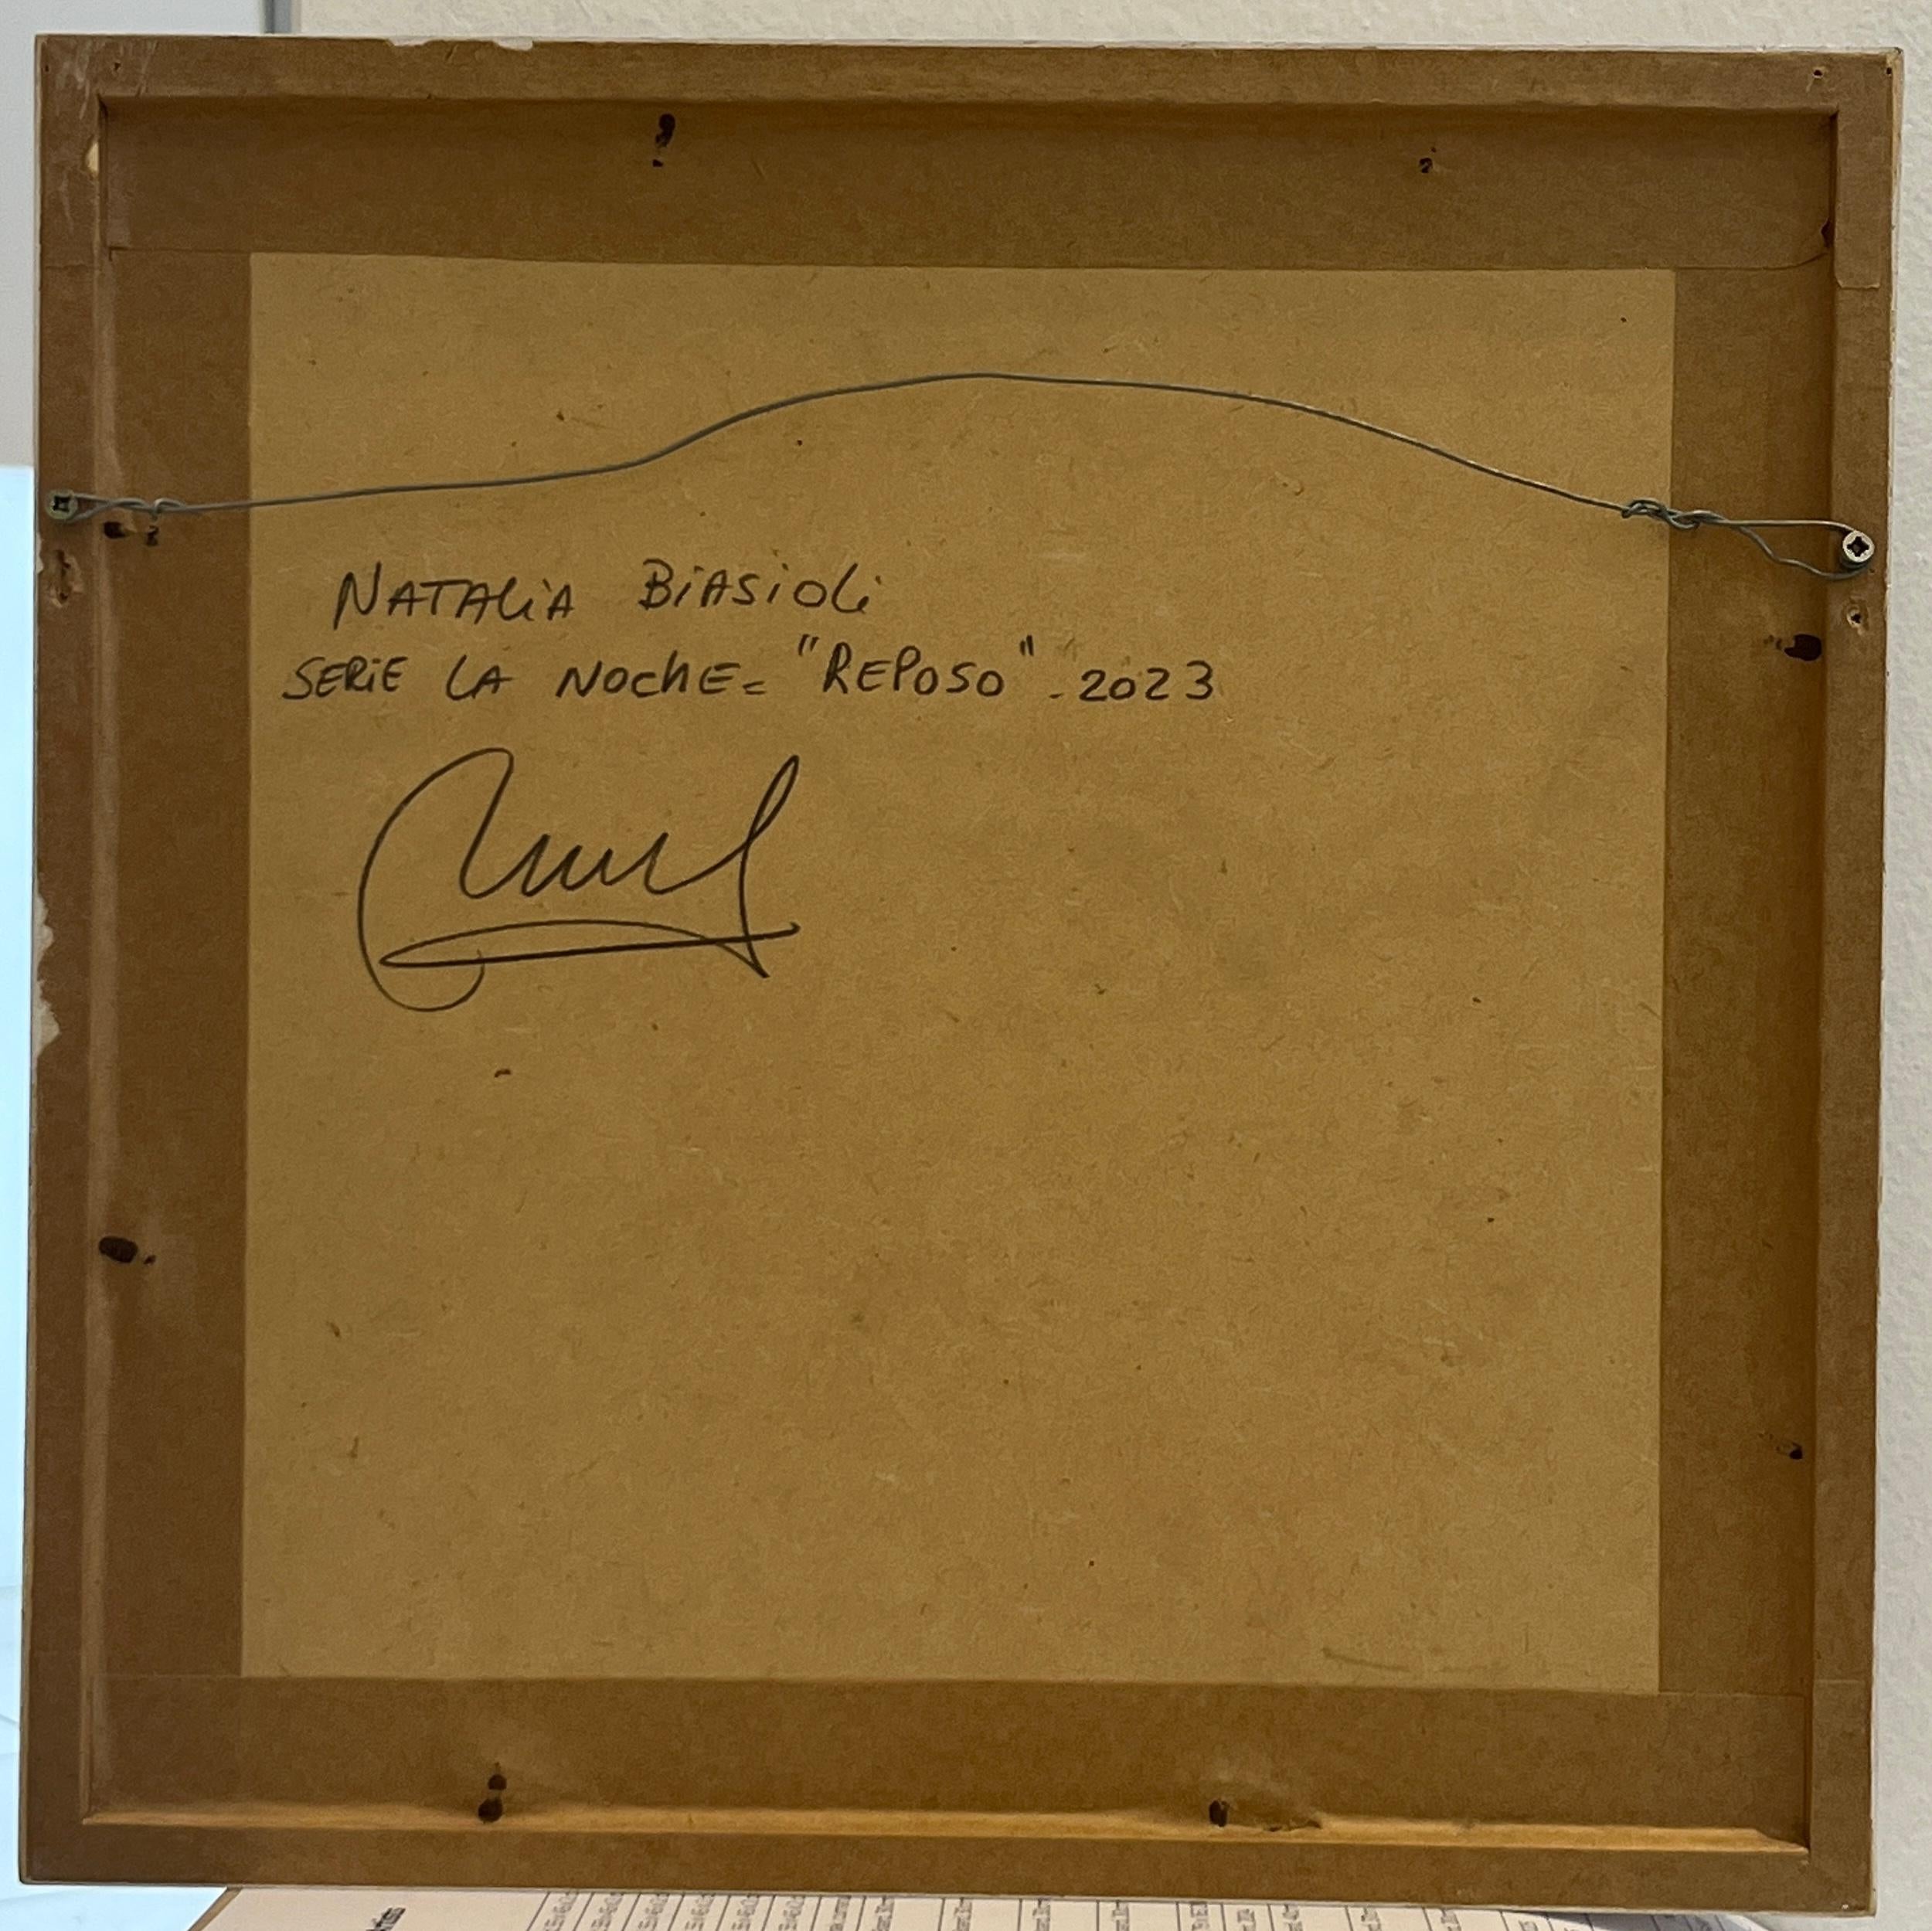 NATALiA BiASiOLi
SERiE LA NOChE= "REPOSO" - 2023